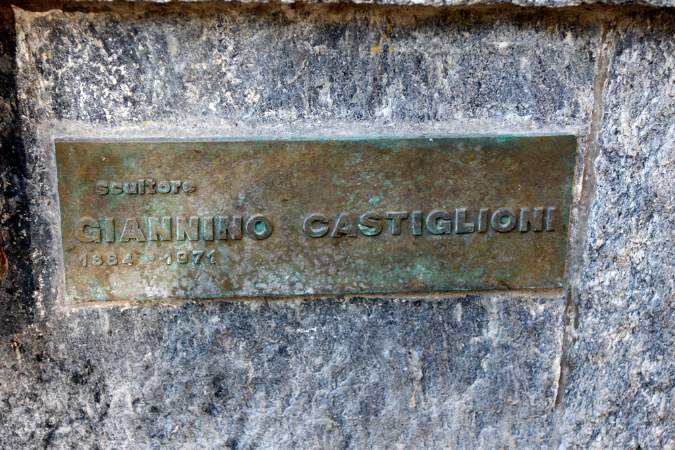 scultore
GIANNINO CASTIGLIONI
1884 - 1971